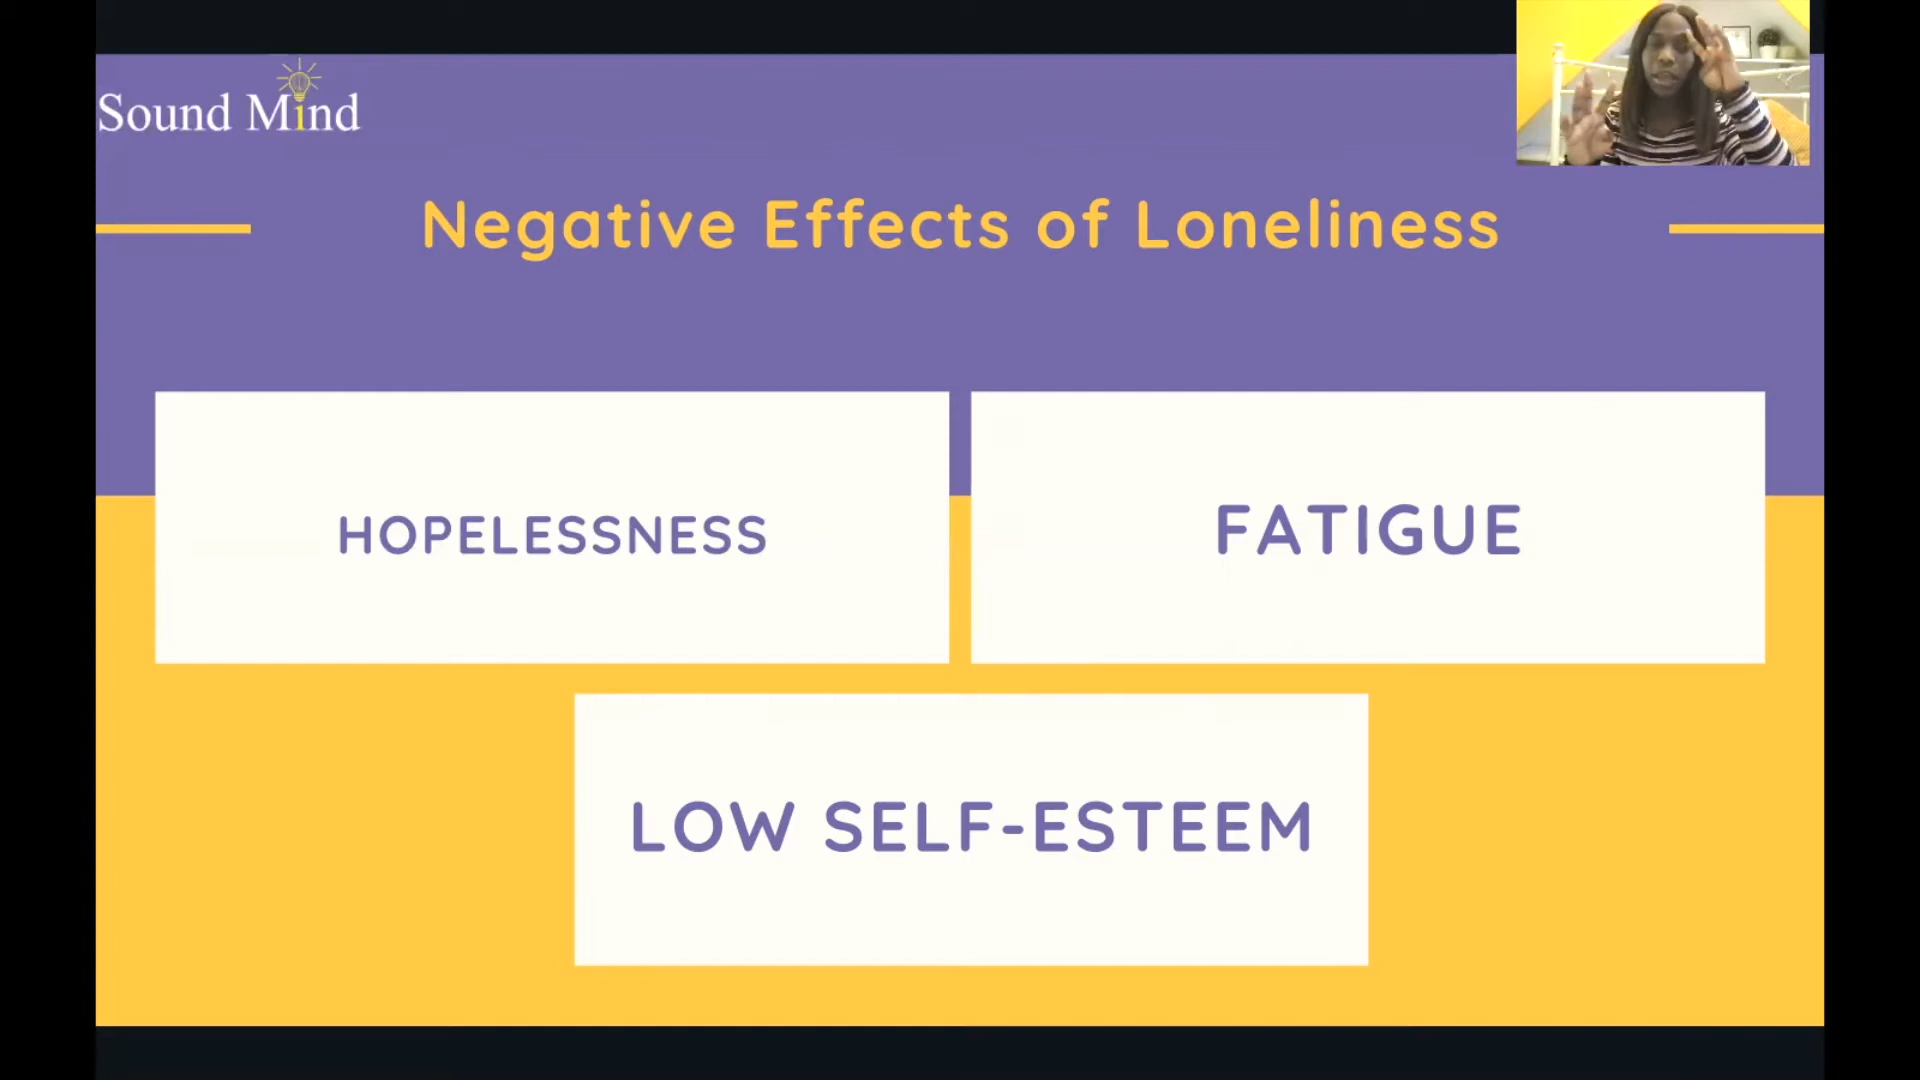 Sound Mind
Negative Effects of Loneliness
HOPELESSNESS
FATIGUE
LOW SELF-ESTEEM